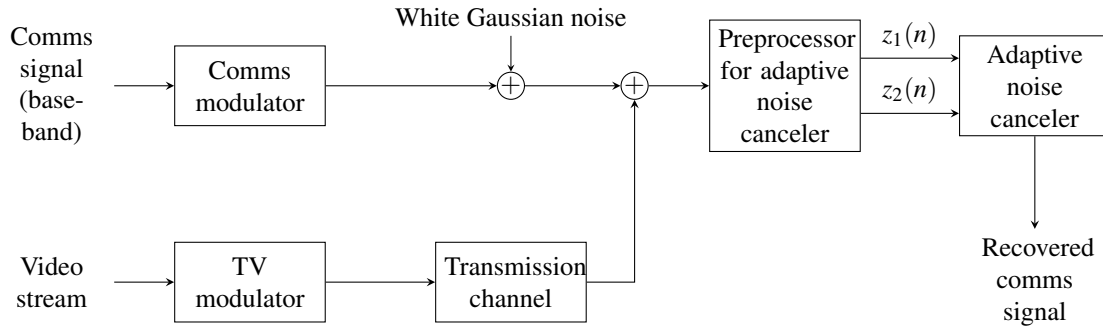 White Gaussian noise
Comms
signal
(base-
band)
Comms
modulator
+
+
Preprocessor
for adaptive
noise
canceler
z₁(n)
z₂(n)
Adaptive
noise
canceler
Video
stream
TV
modulator
Transmission
channel
Recovered
comms
signal